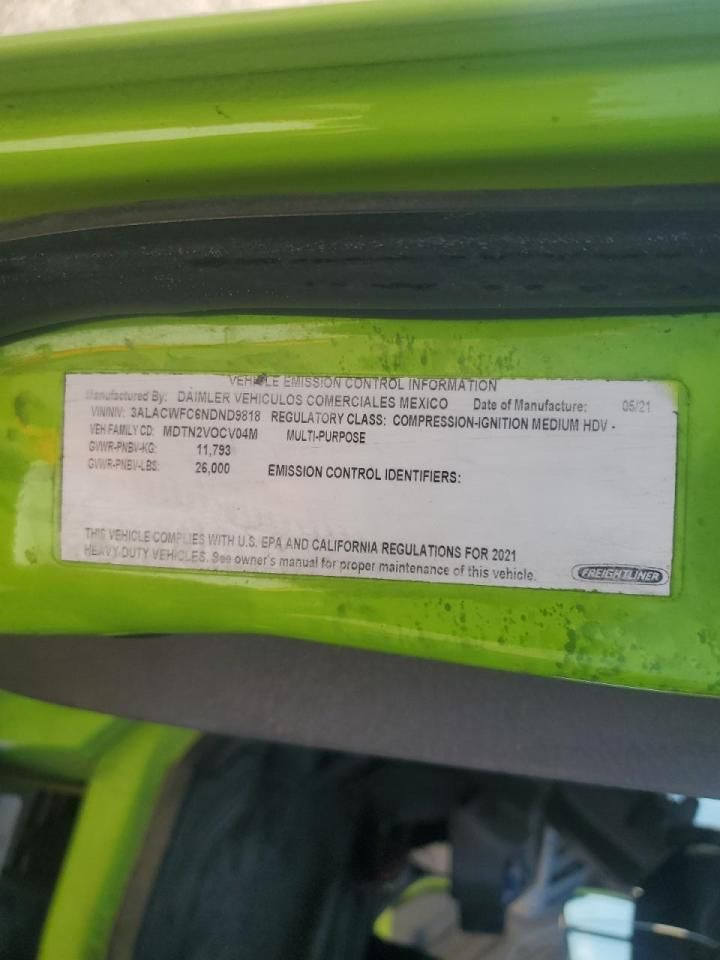 VEHICLE EMISSION CONTROL INFORMATION
Manufactured By: DAIMLER VEHICULOS COMERCIALES MEXICO Date of Manufacture: 05/21
VIN/NIV: 3ALACWFC6NDND9818 REGULATORY CLASS: COMPRESSION-IGNITION MEDIUM HDV -
VEH FAMILY CD: MDTN2VOCV04M MULTI-PURPOSE
GVWR-PNBV-KG: 11,793
GVWR-PNBV-LBS: 26,000 EMISSION CONTROL IDENTIFIERS:
THIS VEHICLE COMPLIES WITH U.S. EPA AND CALIFORNIA REGULATIONS FOR 2021
HEAVY DUTY VEHICLES. See owner's manual for proper maintenance of this vehicle.
FREIGHTLINER